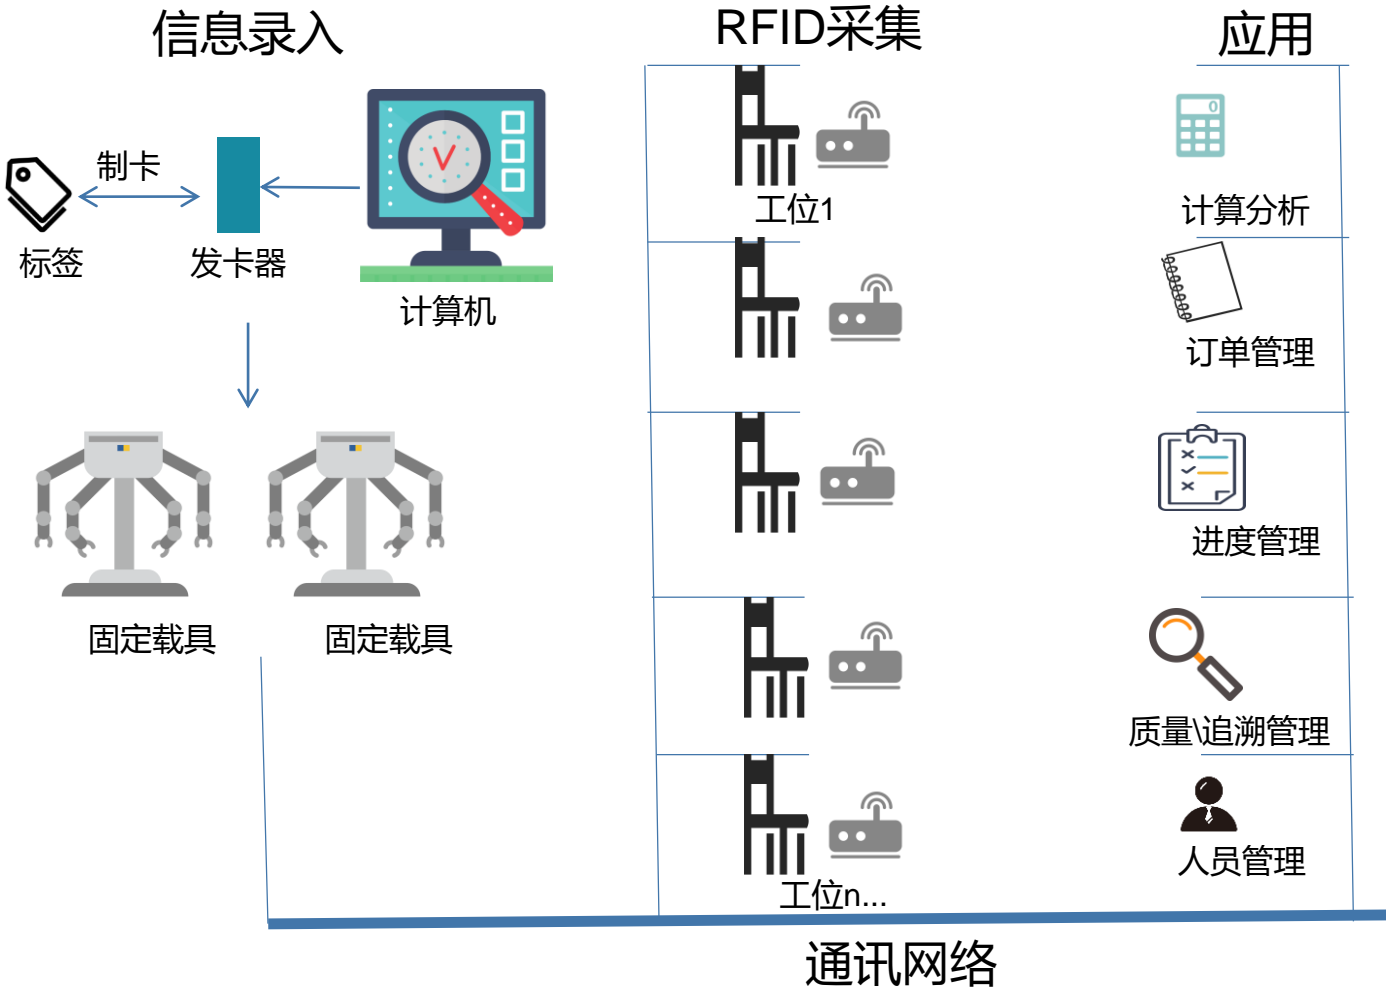 信息录入
RFID采集
应用
制卡
标签
发卡器
计算机
固定载具
固定载具
工位1
工位n...
0
计算分析
订单管理
进度管理
质量\追溯管理
人员管理
通讯网络